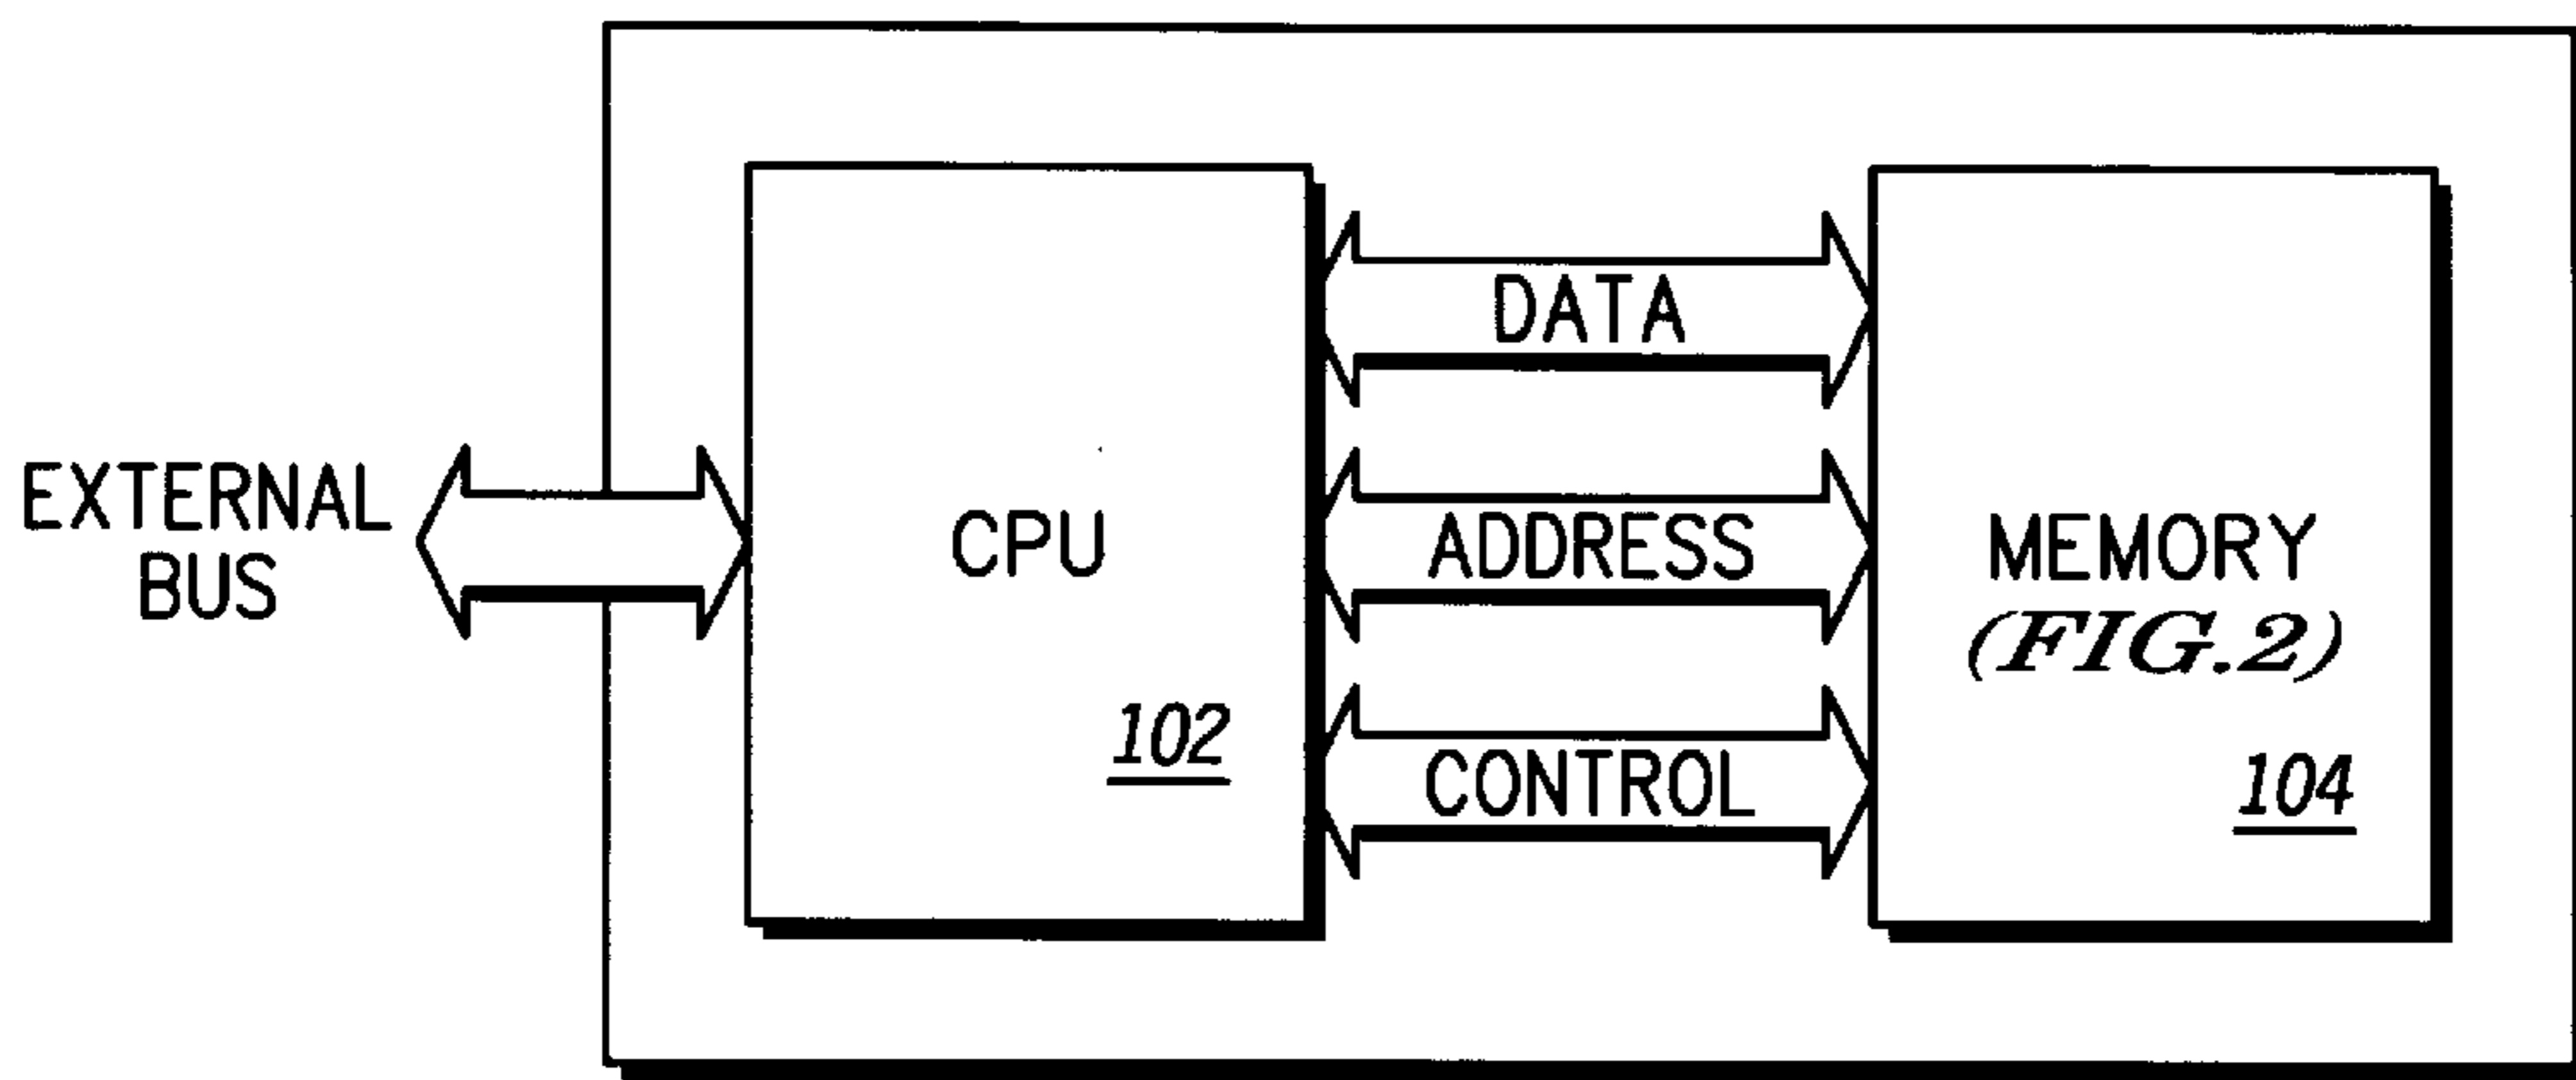 EXTERNAL
BUS
CPU
102
DATA
ADDRESS
CONTROL
MEMORY
(FIG.2)
104